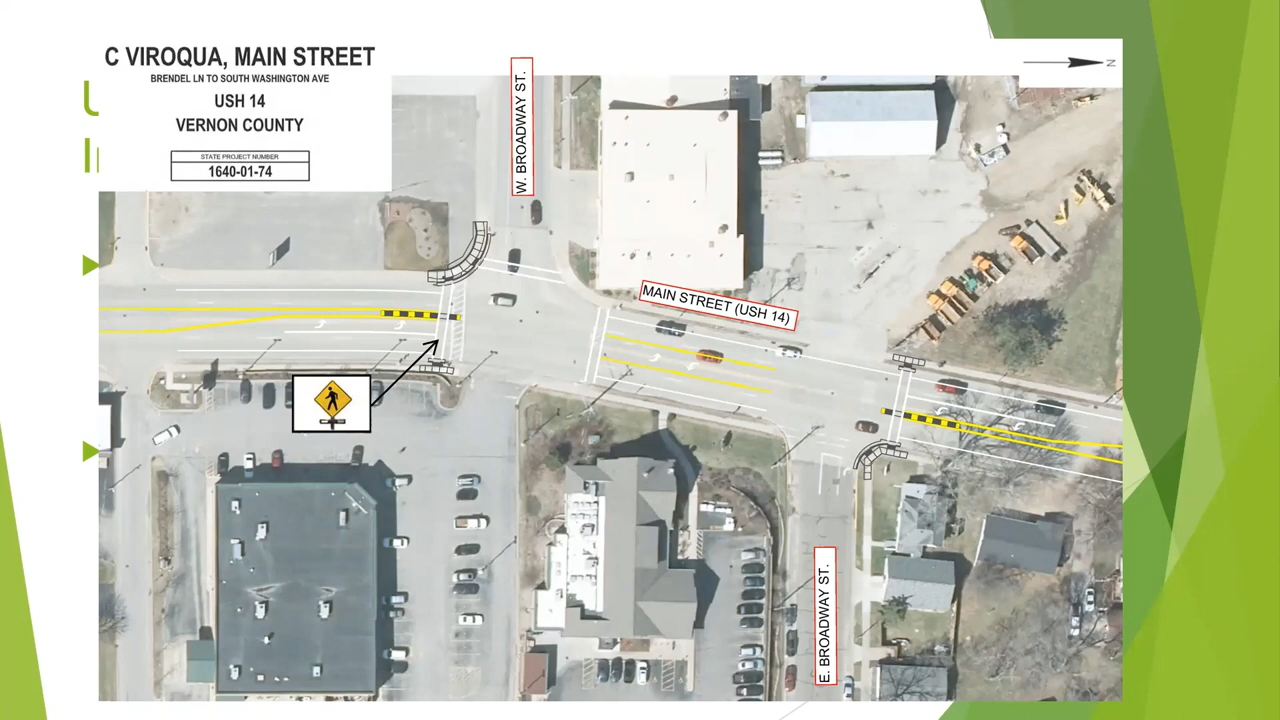 C VIROQUA, MAIN STREET
BRENDEL LN TO SOUTH WASHINGTON AVE
USH 14
VERNON COUNTY
STATE PROJECT NUMBER
1640-01-74
N
W. BROADWAY ST.
MAIN STREET (USH 14)
E. BROADWAY ST.